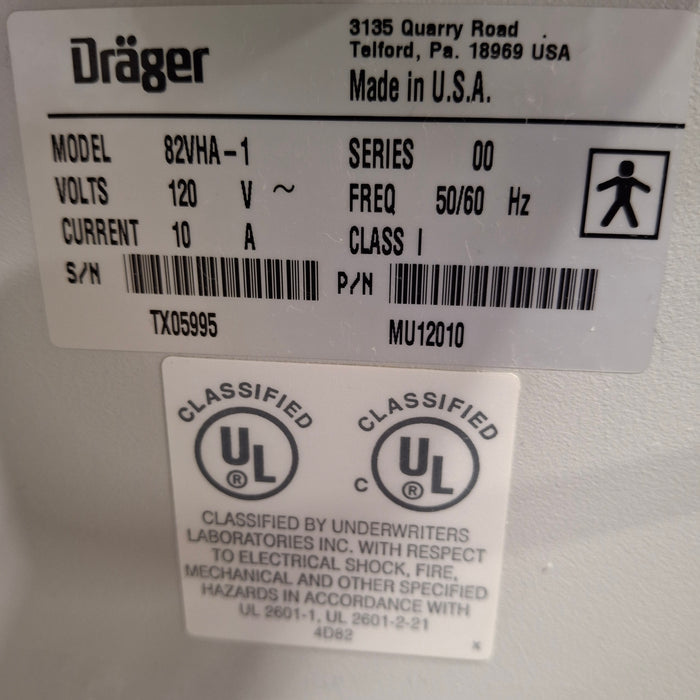 Dräger
3135 Quarry Road .
Telford, Pa. 18969 USA
Made in U.S.A.
MODEL 82VHA-1 SERIES 00
VOLTS 120 V ~ FREQ 50/60 Hz
CURRENT 10 A CLASS I
S/N P/N
TX05995 MU12010
CLASSIFIED CLASSIFIED
UL ® C UL ®
CLASSIFIED BY UNDERWRITERS
LABORATORIES INC. WITH RESPECT
TO ELECTRICAL SHOCK, FIRE,
MECHANICAL AND OTHER SPECIFIED
HAZARDS IN ACCORDANCE WITH
UL 2601-1, UL 2601-2-21
4D82